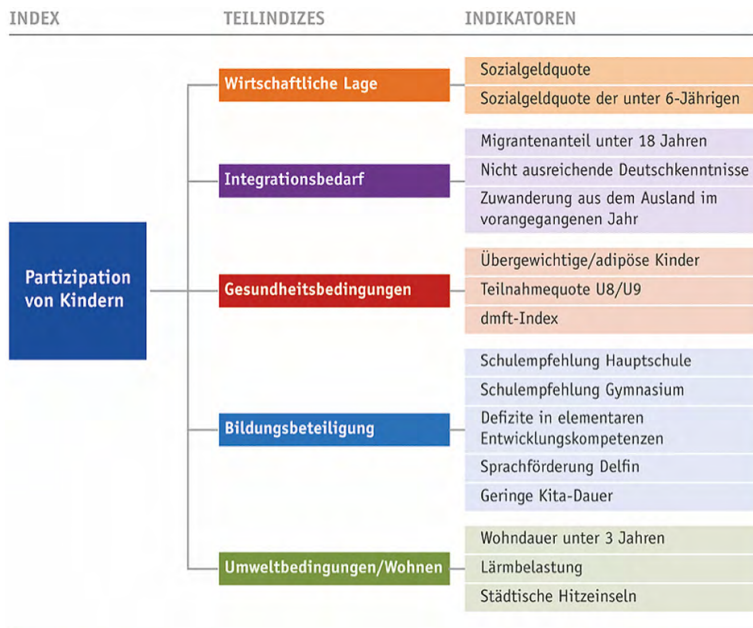 INDEX
TEILINDIZES
INDIKATOREN
Partizipation
von Kindern
Wirtschaftliche Lage
Sozialgeldquote
Sozialgeldquote der unter 6-Jährigen
Integrationsbedarf
Migrantenanteil unter 18 Jahren
Nicht ausreichende Deutschkenntnisse
Zuwanderung aus dem Ausland im
vorangegangenen Jahr
Gesundheitsbedingungen
Übergewichtige/adipöse Kinder
Teilnahmequote U8/U9
dmft-Index
Bildungsbeteiligung
Schulempfehlung Hauptschule
Schulempfehlung Gymnasium
Defizite in elementaren
Entwicklungskompetenzen
Sprachförderung Delfin
Geringe Kita-Dauer
Umweltbedingungen/Wohnen
Wohndauer unter 3 Jahren
Lärmbelastung
Städtische Hitzeinseln